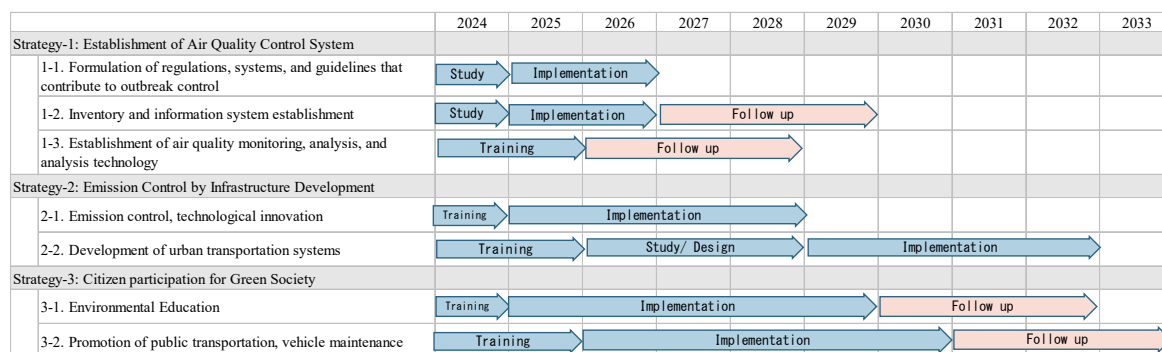 2024 2025 2026 2027 2028 2029 2030 2031 2032 2033
Strategy-1: Establishment of Air Quality Control System
1-1. Formulation of regulations, systems, and guidelines that
contribute to outbreak control
Study Implementation
1-2. Inventory and information system establishment
Study Implementation Follow up
1-3. Establishment of air quality monitoring, analysis, and
analysis technology
Training Follow up
Strategy-2: Emission Control by Infrastructure Development
2-1. Emission control, technological innovation
Training Implementation
2-2. Development of urban transportation systems
Training Study/ Design Implementation
Strategy-3: Citizen participation for Green Society
3-1. Environmental Education
Training Implementation Follow up
3-2. Promotion of public transportation, vehicle maintenance
Training Implementation Follow up